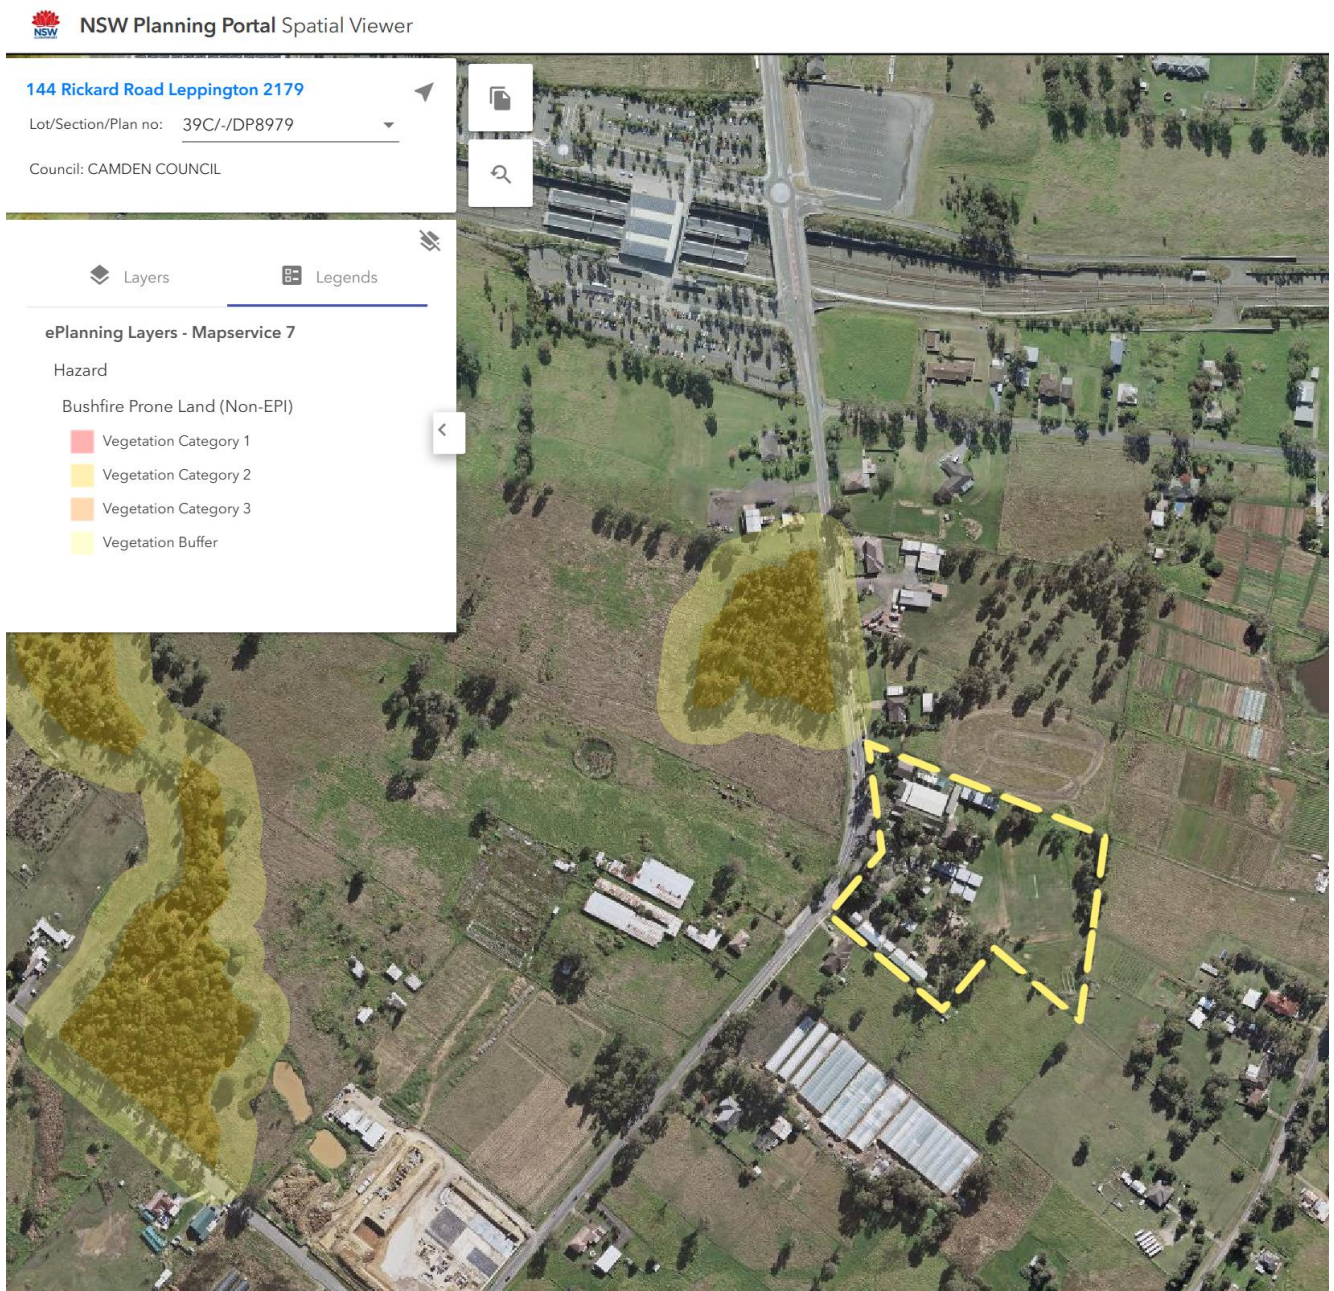 NSW
NSW Planning Portal Spatial Viewer
144 Rickard Road Leppington 2179
Lot/Section/Plan no: 39C/-/DP8979
Council: CAMDEN COUNCIL
Layers Legends
ePlanning Layers - Mapservice 7
Hazard
Bushfire Prone Land (Non-EPI)
Vegetation Category 1
Vegetation Category 2
Vegetation Category 3
Vegetation Buffer